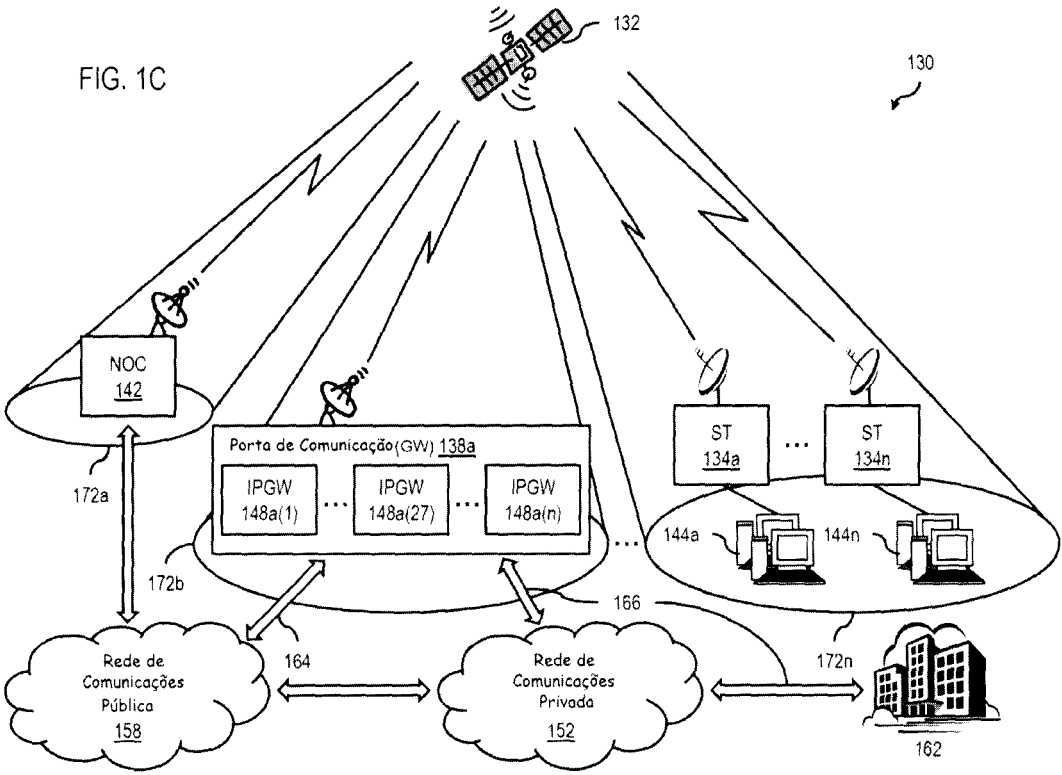 132
130
FIG. 1C
NOC
142
Porta de Comunicação(GW) 138a
IPGW
148a(1)
...
IPGW
148a(27)
...
IPGW
148a(n)
ST
134a
...
ST
134n
172a
172b
...
144a
144n
166
164
172n
Rede de
Comunicações
Pública
158
Rede de
Comunicações
Privada
152
162